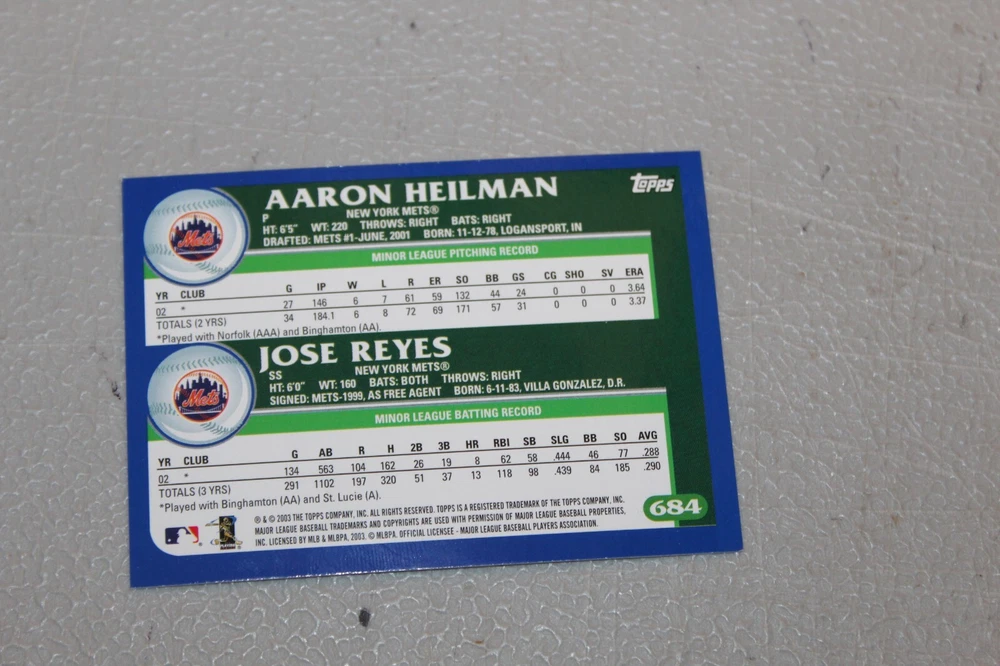 AARON HEILMAN
Topps
Mets
P
NEW YORK METS®
HT: 6'5" WT: 220 THROWS: RIGHT BATS: RIGHT
DRAFTED: METS #1-JUNE, 2001 BORN: 11-12-78, LOGANSPORT, IN
MINOR LEAGUE PITCHING RECORD
YR CLUB G IP W L R ER SO BB GS CG SHO SV ERA
02 * 27 146 6 7 61 59 132 44 24 0 0 0 3.64
TOTALS (2 YRS) 34 184.1 6 8 72 69 171 57 31 0 0 0 3.37
*Played with Norfolk (AAA) and Binghamton (AA).
JOSE REYES
Mets
SS
NEW YORK METS®
HT: 6'0" WT: 160 BATS: BOTH THROWS: RIGHT
SIGNED: METS-1999, AS FREE AGENT BORN: 6-11-83, VILLA GONZALEZ, D.R.
MINOR LEAGUE BATTING RECORD
YR CLUB G AB R H 2B 3B HR RBI SB SLG BB SO AVG
02 * 134 563 104 162 26 19 8 62 58 .444 46 77 .288
TOTALS (3 YRS) 291 1102 197 320 51 37 13 118 98 .439 84 185 .290
*Played with Binghamton (AA) and St. Lucie (A).
684
® & © 2003 THE TOPPS COMPANY, INC. ALL RIGHTS RESERVED. TOPPS IS A REGISTERED TRADEMARK OF THE TOPPS COMPANY, INC.
MAJOR LEAGUE BASEBALL TRADEMARKS AND COPYRIGHTS ARE USED WITH PERMISSION OF MAJOR LEAGUE BASEBALL PROPERTIES,
INC. LICENSED BY MLB & MLBPA, 2003. © MLBPA. OFFICIAL LICENSEE - MAJOR LEAGUE BASEBALL PLAYERS ASSOCIATION.